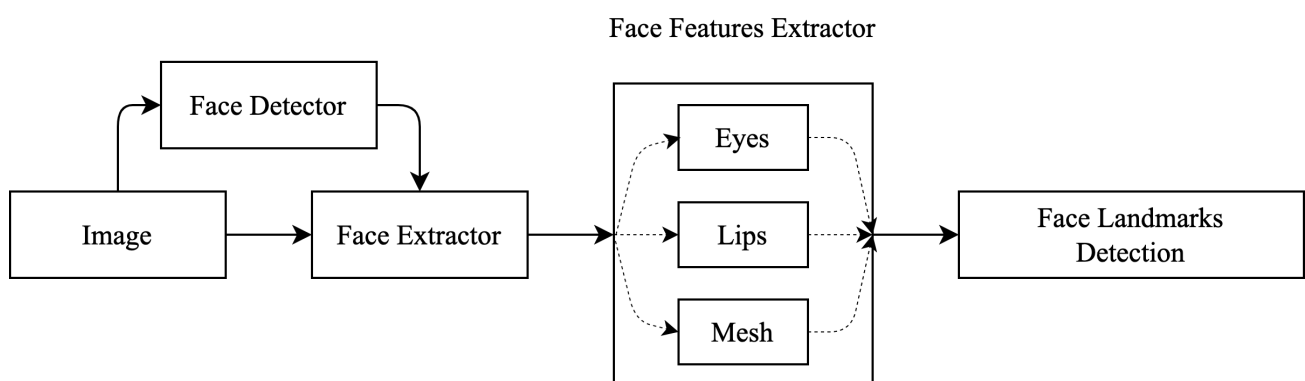 Face Features Extractor
Face Detector
Eyes
Image
Face Extractor
Lips
Face Landmarks
Detection
Mesh